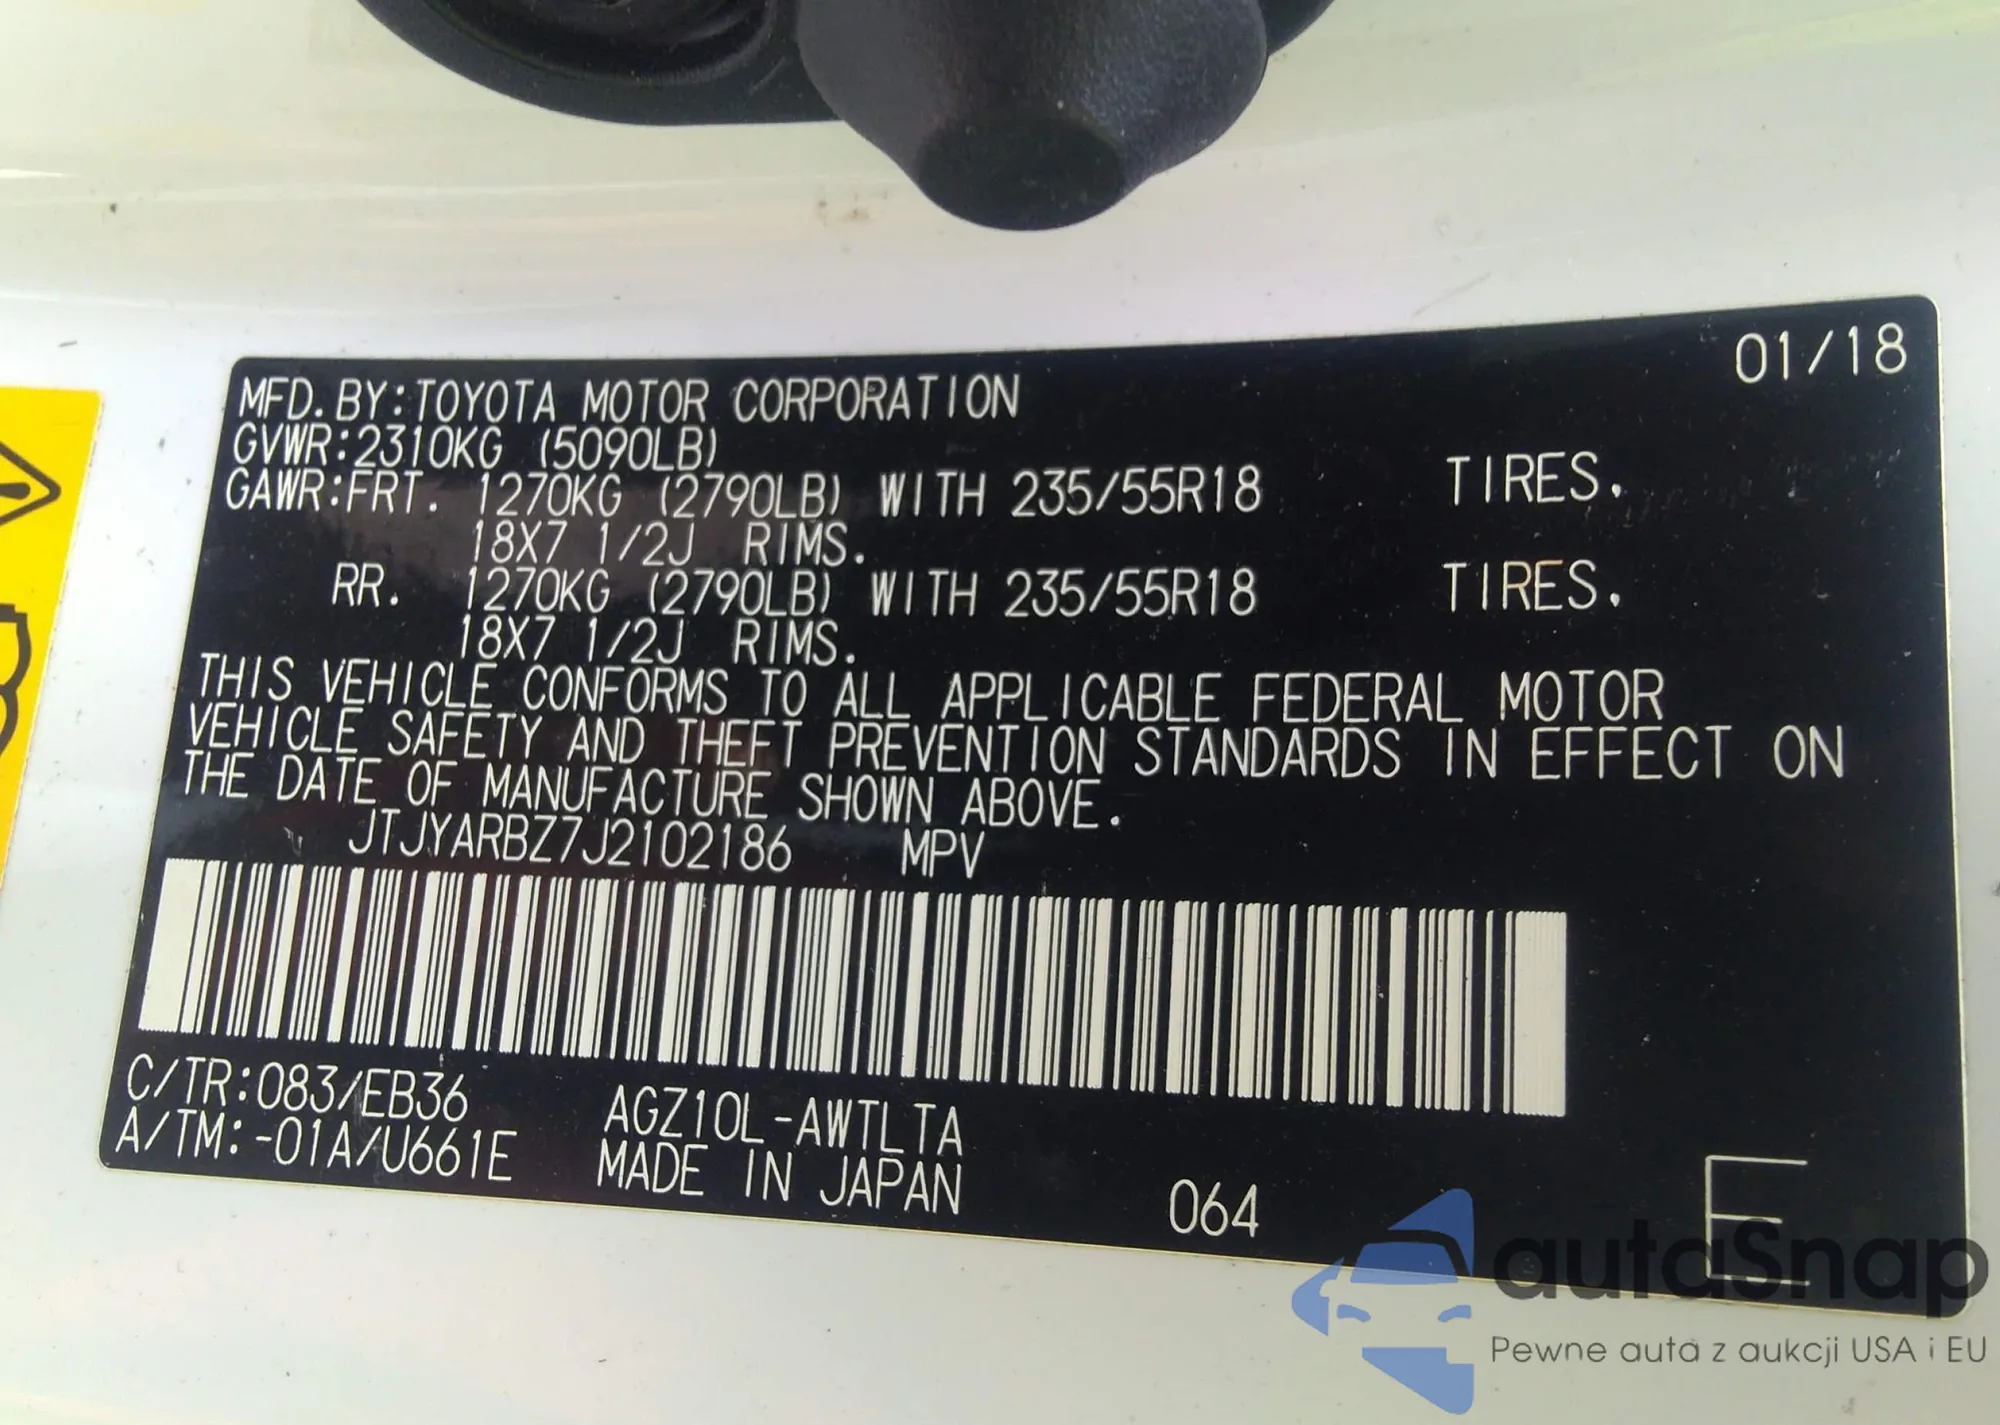 01/18
MFD. BY:TOYOTA MOTOR CORPORATION
GVWR:2310KG (5090LB)
GAWR:FRT. 1270KG (2790LB) WITH 235/55R18 TIRES.
18X7 1/2J RIMS.
RR. 1270KG (2790LB) WITH 235/55R18 TIRES.
18X7 1/2J RIMS.
THIS VEHICLE CONFORMS TO ALL APPLICABLE FEDERAL MOTOR
VEHICLE SAFETY AND THEFT PREVENTION STANDARDS IN EFFECT ON
THE DATE OF MANUFACTURE SHOWN ABOVE.
JTJYARBZ7J2102186 MPV
C/TR:083/EB36 AGZ10L-AWTLTA
A/TM:-01A/U661E MADE IN JAPAN 064
E
autoSnap
Pewne auta z aukcji USA i EU